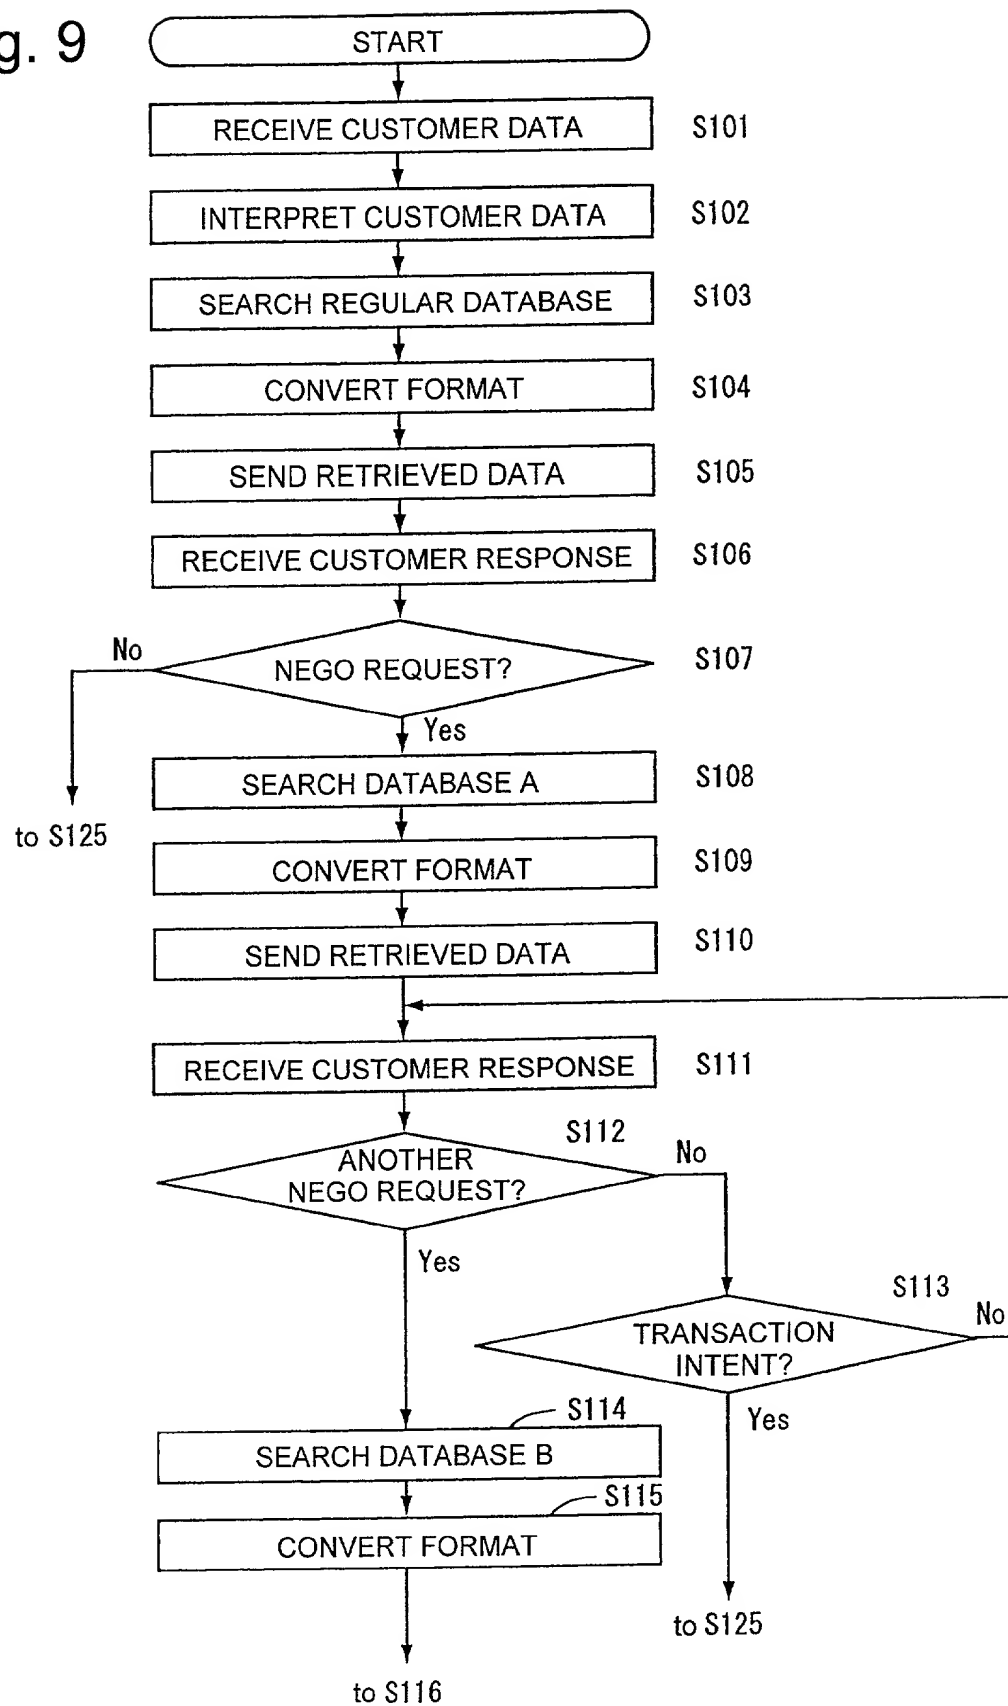 g. 9
START
RECEIVE CUSTOMER DATA
S101
INTERPRET CUSTOMER DATA
S102
SEARCH REGULAR DATABASE
S103
CONVERT FORMAT
S104
SEND RETRIEVED DATA
S105
RECEIVE CUSTOMER RESPONSE
S106
No
NEGO REQUEST?
S107
Yes
to S125
SEARCH DATABASE A
S108
CONVERT FORMAT
S109
SEND RETRIEVED DATA
S110
RECEIVE CUSTOMER RESPONSE
S111
S112
ANOTHER
NEGO REQUEST?
No
Yes
S113
TRANSACTION
INTENT?
No
Yes
S114
SEARCH DATABASE B
S115
CONVERT FORMAT
to S125
to S116